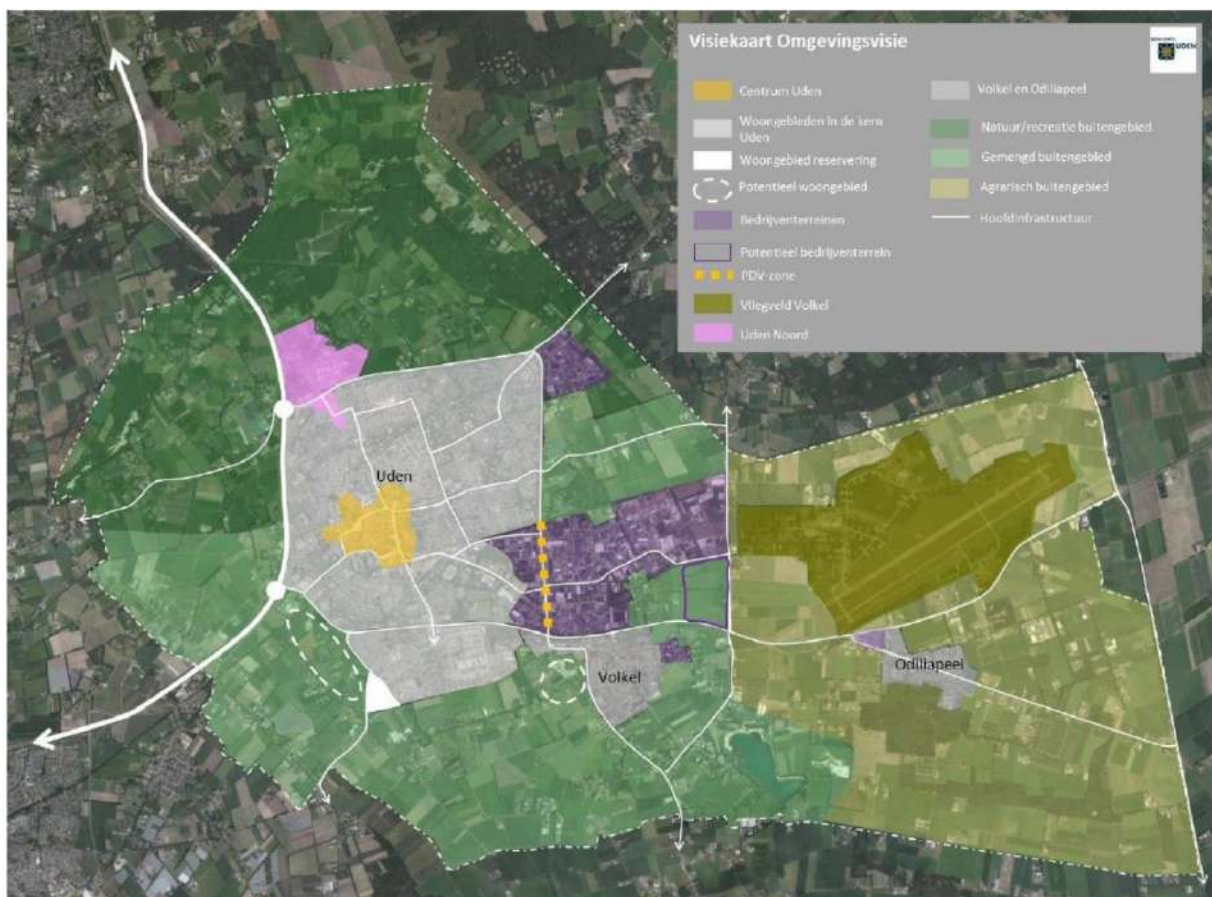 Visiekaart Omgevingsvisie
UDEN
Centrum Uden
Woongebieden in de kern
Uden
Woongebied reservering
Potentieel woongebied
Bedrijventerreinen
Potentieel bedrijventerrein
PDV-zone
Vliegveld Volkel
Uden Noord
Volkel en Odiliapeel
Natuur/recreatie buitengebied
Gemengd buitengebied
Agrarisch buitengebied
Hoofdinfrastructuur
Uden
Volkel
Odiliapeel